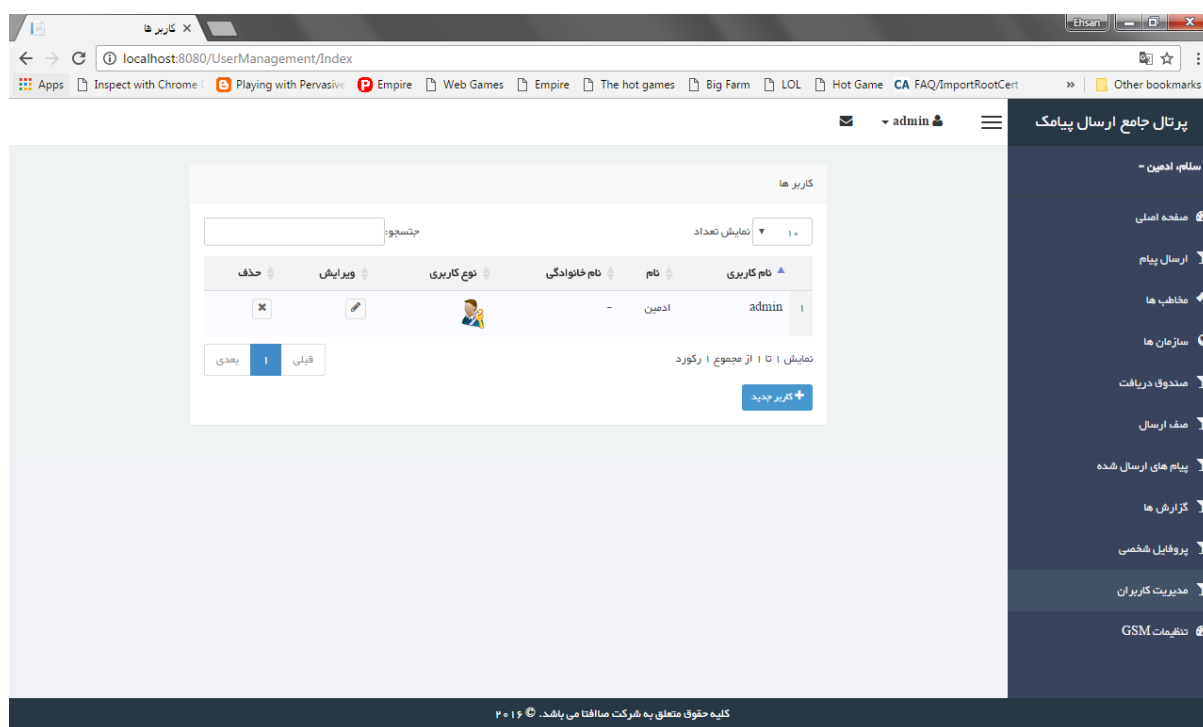 کاربر ها
Ehsan
localhost:8080/UserManagement/Index
Apps Inspect with Chrome Playing with Pervasive Empire Web Games Empire The hot games Big Farm LOL Hot Game CA FAQ/ImportRootCert » Other bookmarks
پرتال جامع ارسال پیامک
admin
سلام، ادمین -
صفحه اصلی
ارسال پیام
مخاطب ها
سازمان ها
صندوق دریافت
صف ارسال
پیام های ارسال شده
گزارش ها
پروفایل شخصی
مدیریت کاربران
تنظیمات GSM
کاربر ها
نمایش تعداد ۱۰ جتسجو:
نام کاربری نام نام خانوادگی نوع کاربری ویرایش حذف
۱ admin ادمین -
نمایش ۱ تا ۱ از مجموع ۱ رکورد
قبلی ۱ بعدی
کاربر جدید
کلیه حقوق متعلق به شرکت صاافتا می باشد. © ۲۰۱۶